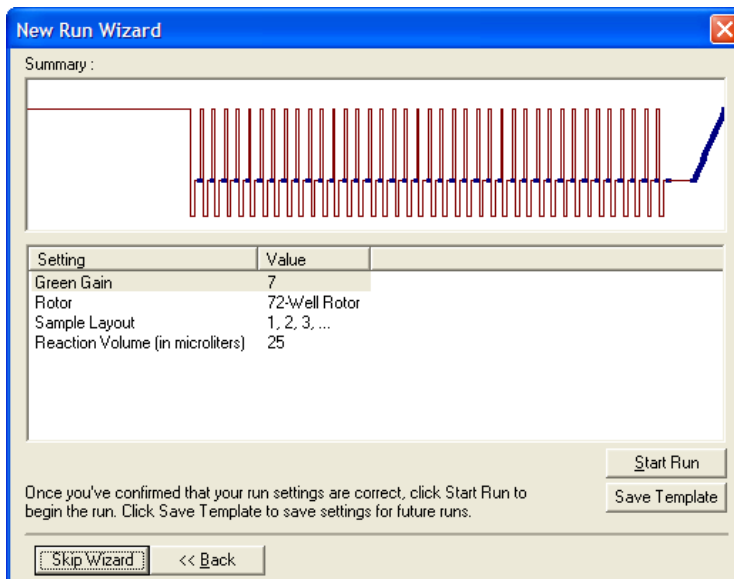 New Run Wizard
Summary :
Setting Value
Green Gain 7
Rotor 72-Well Rotor
Sample Layout 1, 2, 3, ...
Reaction Volume (in microliters) 25
Start Run
Once you've confirmed that your run settings are correct, click Start Run to
begin the run. Click Save Template to save settings for future runs.
Save Template
Skip Wizard << Back